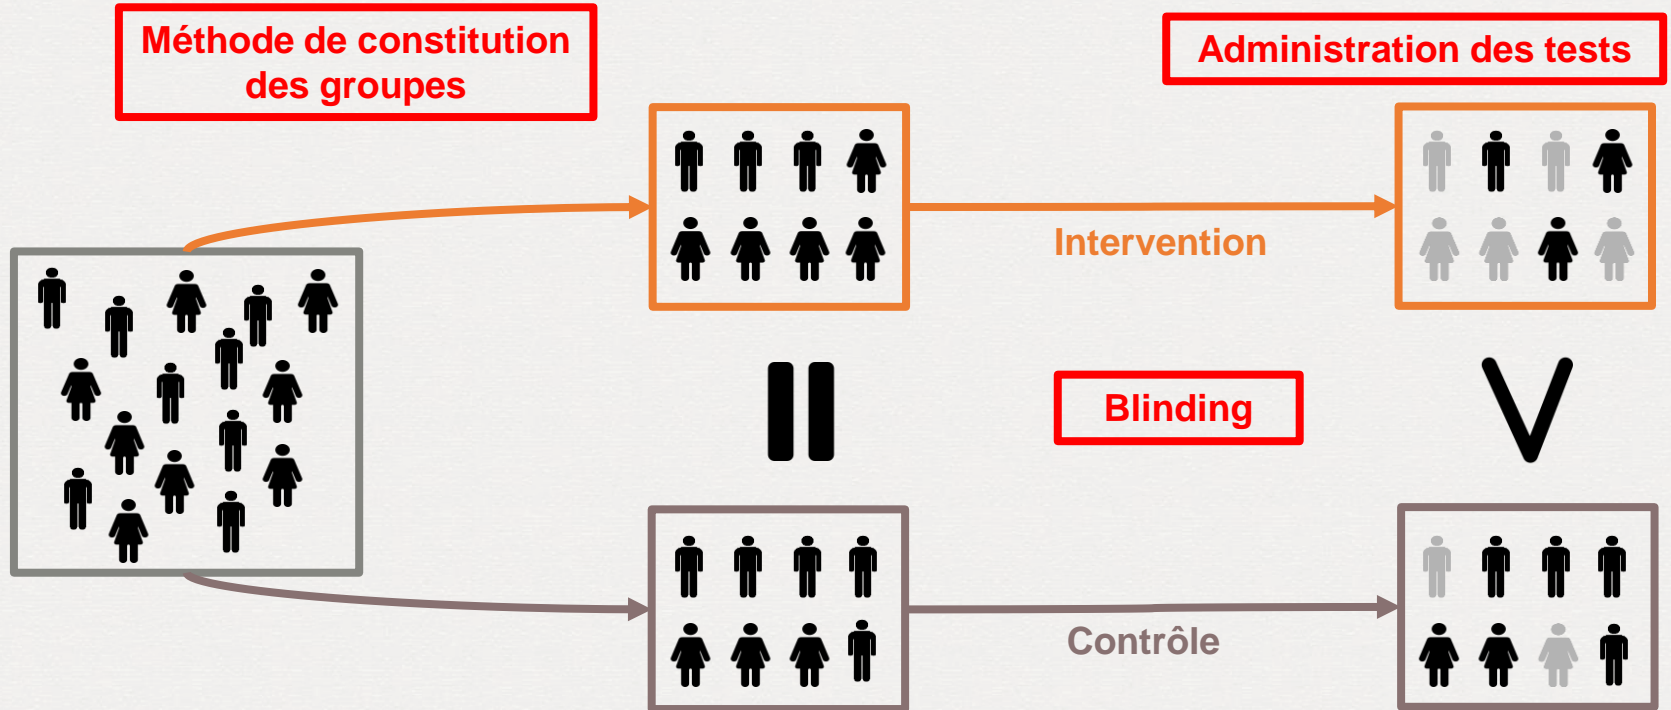 Méthode de constitution
des groupes
Administration des tests
Intervention
Blinding
Contrôle